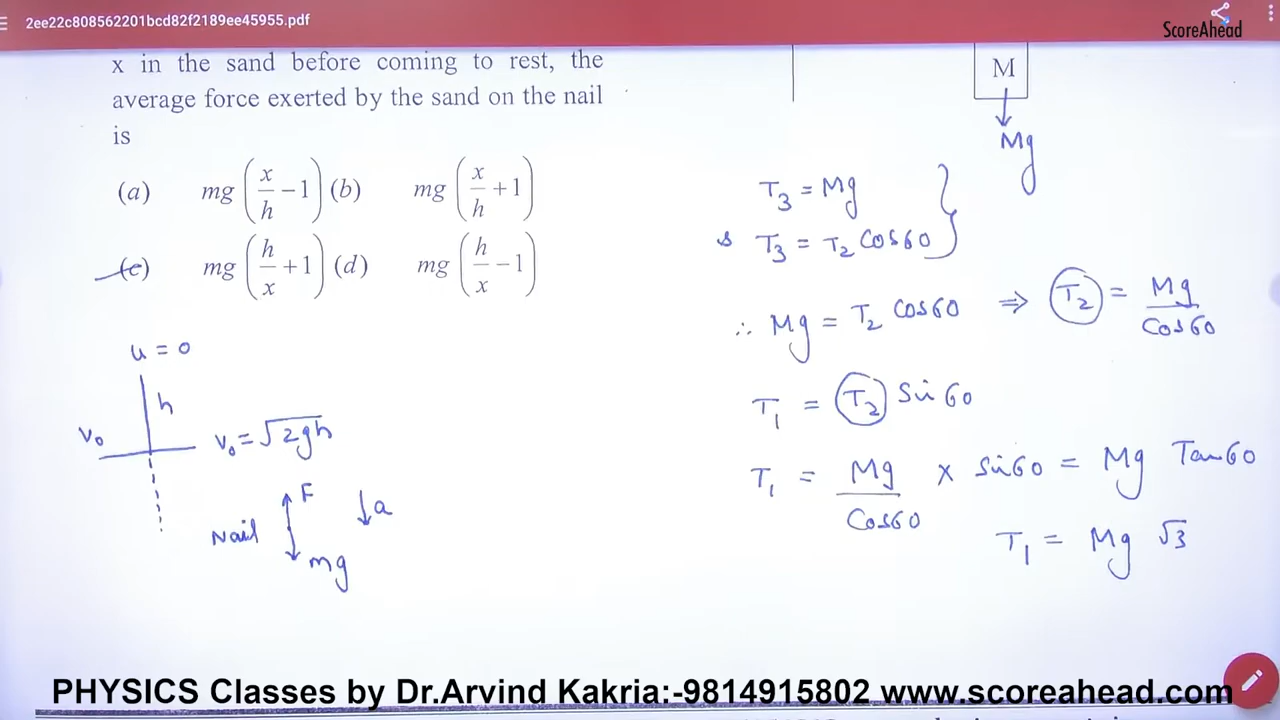 2ee22c808562201bcd82f2189ee45955.pdf
ScoreAhead
x in the sand before coming to rest, the
average force exerted by the sand on the nail
is
(a) mg (x/h − 1) (b) mg (x/h + 1)
(c) mg (h/x + 1) (d) mg (h/x − 1)
u = 0
h
v₀ v₀ = √2gh
F
a
Nail
mg
M
Mg
T₃ = Mg
& T₃ = T₂ Cos60
∴ Mg = T₂ Cos60 ⇒ T₂ = Mg/Cos60
T₁ = T₂ Sin60
T₁ = Mg/Cos60 × Sin60 = Mg Tan60
T₁ = Mg √3
PHYSICS Classes by Dr.Arvind Kakria:-9814915802 www.scoreahead.com